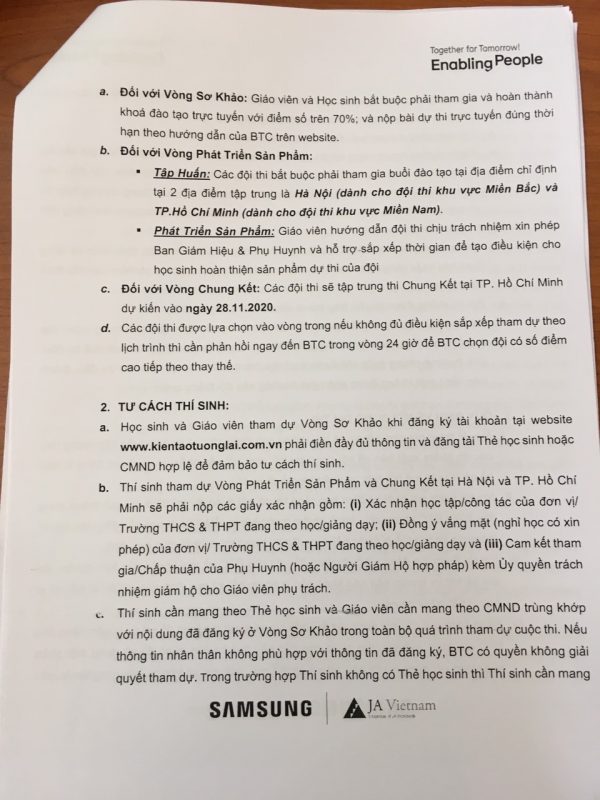 Together for Tomorrow!
Enabling People
a. Đối với Vòng Sơ Khảo: Giáo viên và Học sinh bắt buộc phải tham gia và hoàn thành
khoá đào tạo trực tuyến với điểm số trên 70%; và nộp bài dự thi trực tuyến đúng thời
hạn theo hướng dẫn của BTC trên website.
b. Đối với Vòng Phát Triển Sản Phẩm:
▪ Tập Huấn: Các đội thi bắt buộc phải tham gia buổi đào tạo tại địa điểm chỉ định
tại 2 địa điểm tập trung là Hà Nội (dành cho đội thi khu vực Miền Bắc) và
TP.Hồ Chí Minh (dành cho đội thi khu vực Miền Nam).
▪ Phát Triển Sản Phẩm: Giáo viên hướng dẫn đội thi chịu trách nhiệm xin phép
Ban Giám Hiệu & Phụ Huynh và hỗ trợ sắp xếp thời gian để tạo điều kiện cho
học sinh hoàn thiện sản phẩm dự thi của đội
c. Đối với Vòng Chung Kết: Các đội thi sẽ tập trung thi Chung Kết tại TP. Hồ Chí Minh
dự kiến vào ngày 28.11.2020.
d. Các đội thi được lựa chọn vào vòng trong nếu không đủ điều kiện sắp xếp tham dự theo
lịch trình thi cần phản hồi ngay đến BTC trong vòng 24 giờ để BTC chọn đội có số điểm
cao tiếp theo thay thế.
2. TƯ CÁCH THÍ SINH:
a. Học sinh và Giáo viên tham dự Vòng Sơ Khảo khi đăng ký tài khoản tại website
www.kientaotuonglai.com.vn phải điền đầy đủ thông tin và đăng tải Thẻ học sinh hoặc
CMND hợp lệ để đảm bảo tư cách thí sinh.
b. Thí sinh tham dự Vòng Phát Triển Sản Phẩm và Chung Kết tại Hà Nội và TP. Hồ Chí
Minh sẽ phải nộp các giấy xác nhận gồm: (i) Xác nhận học tập/công tác của đơn vị/
Trường THCS & THPT đang theo học/giảng dạy; (ii) Đồng ý vắng mặt (nghỉ học có xin
phép) của đơn vị/ Trường THCS & THPT đang theo học/giảng dạy và (iii) Cam kết tham
gia/Chấp thuận của Phụ Huynh (hoặc Người Giám Hộ hợp pháp) kèm Ủy quyền trách
nhiệm giám hộ cho Giáo viên phụ trách.
c. Thí sinh cần mang theo Thẻ học sinh và Giáo viên cần mang theo CMND trùng khớp
với nội dung đã đăng ký ở Vòng Sơ Khảo trong toàn bộ quá trình tham dự cuộc thi. Nếu
thông tin nhân thân không phù hợp với thông tin đã đăng ký, BTC có quyền không giải
quyết tham dự. Trong trường hợp Thí sinh không có Thẻ học sinh thì Thí sinh cần mang
SAMSUNG
JA Vietnam